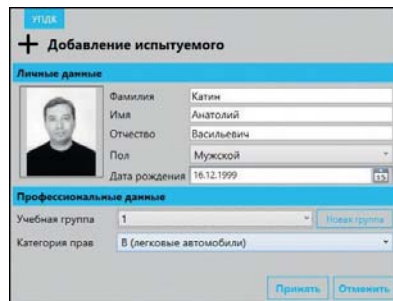 УПДК
Добавление испытуемого
Личные данные
Фамилия Катин
Имя Анатолий
Отчество Васильевич
Пол Мужской
Дата рождения 16.12.1999 15
Профессиональные данные
Учебная группа 1 Новая группа
Категория прав B (легковые автомобили)
Принять Отменить